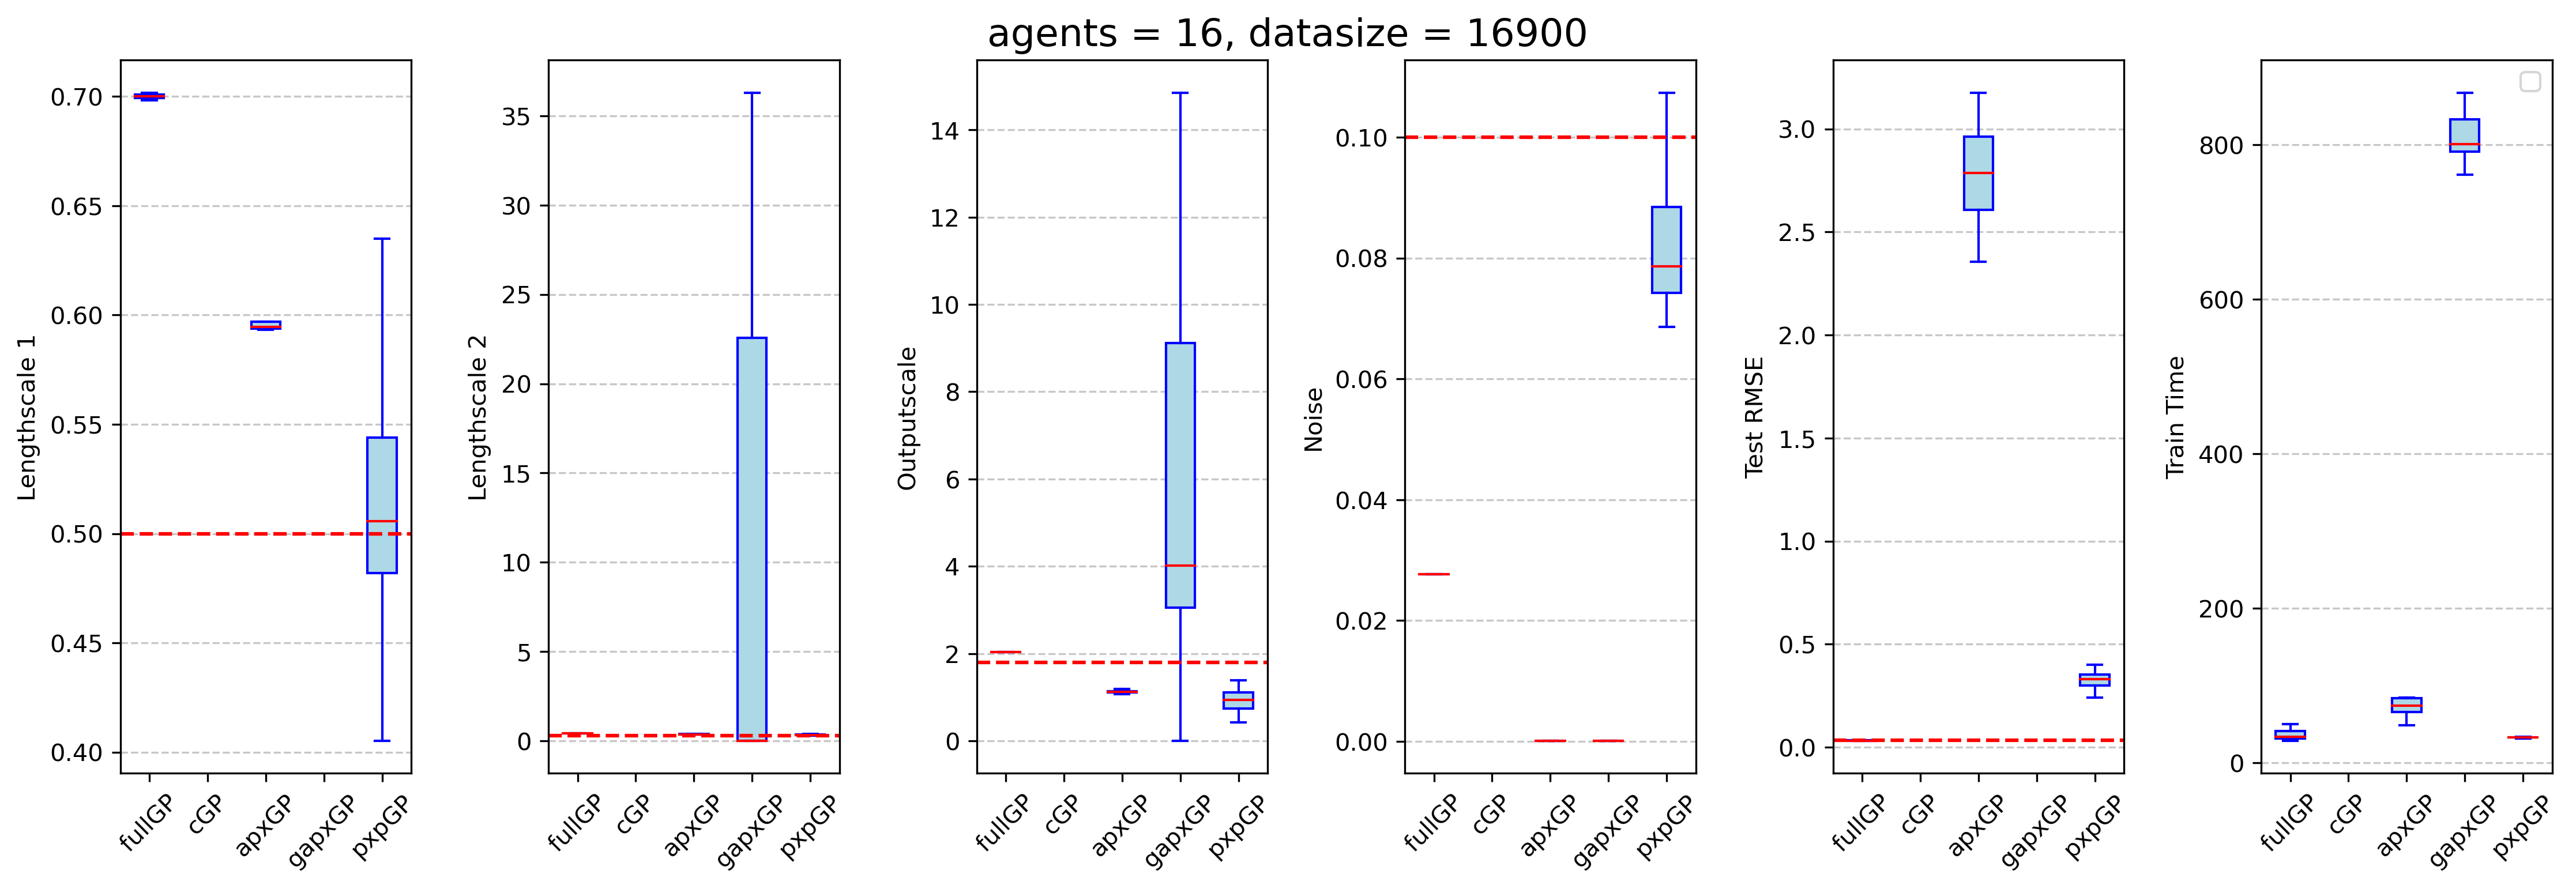 agents = 16, datasize = 16900
Lengthscale 1
0.70
0.65
0.60
0.55
0.50
0.45
0.40
fullGP
cGP
apxGP
gapxGP
pxpGP
Lengthscale 2
35
30
25
20
15
10
5
0
fullGP
cGP
apxGP
gapxGP
pxpGP
Outputscale
14
12
10
8
6
4
2
0
fullGP
cGP
apxGP
gapxGP
pxpGP
Noise
0.10
0.08
0.06
0.04
0.02
0.00
fullGP
cGP
apxGP
gapxGP
pxpGP
Test RMSE
3.0
2.5
2.0
1.5
1.0
0.5
0.0
fullGP
cGP
apxGP
gapxGP
pxpGP
Train Time
800
600
400
200
0
fullGP
cGP
apxGP
gapxGP
pxpGP